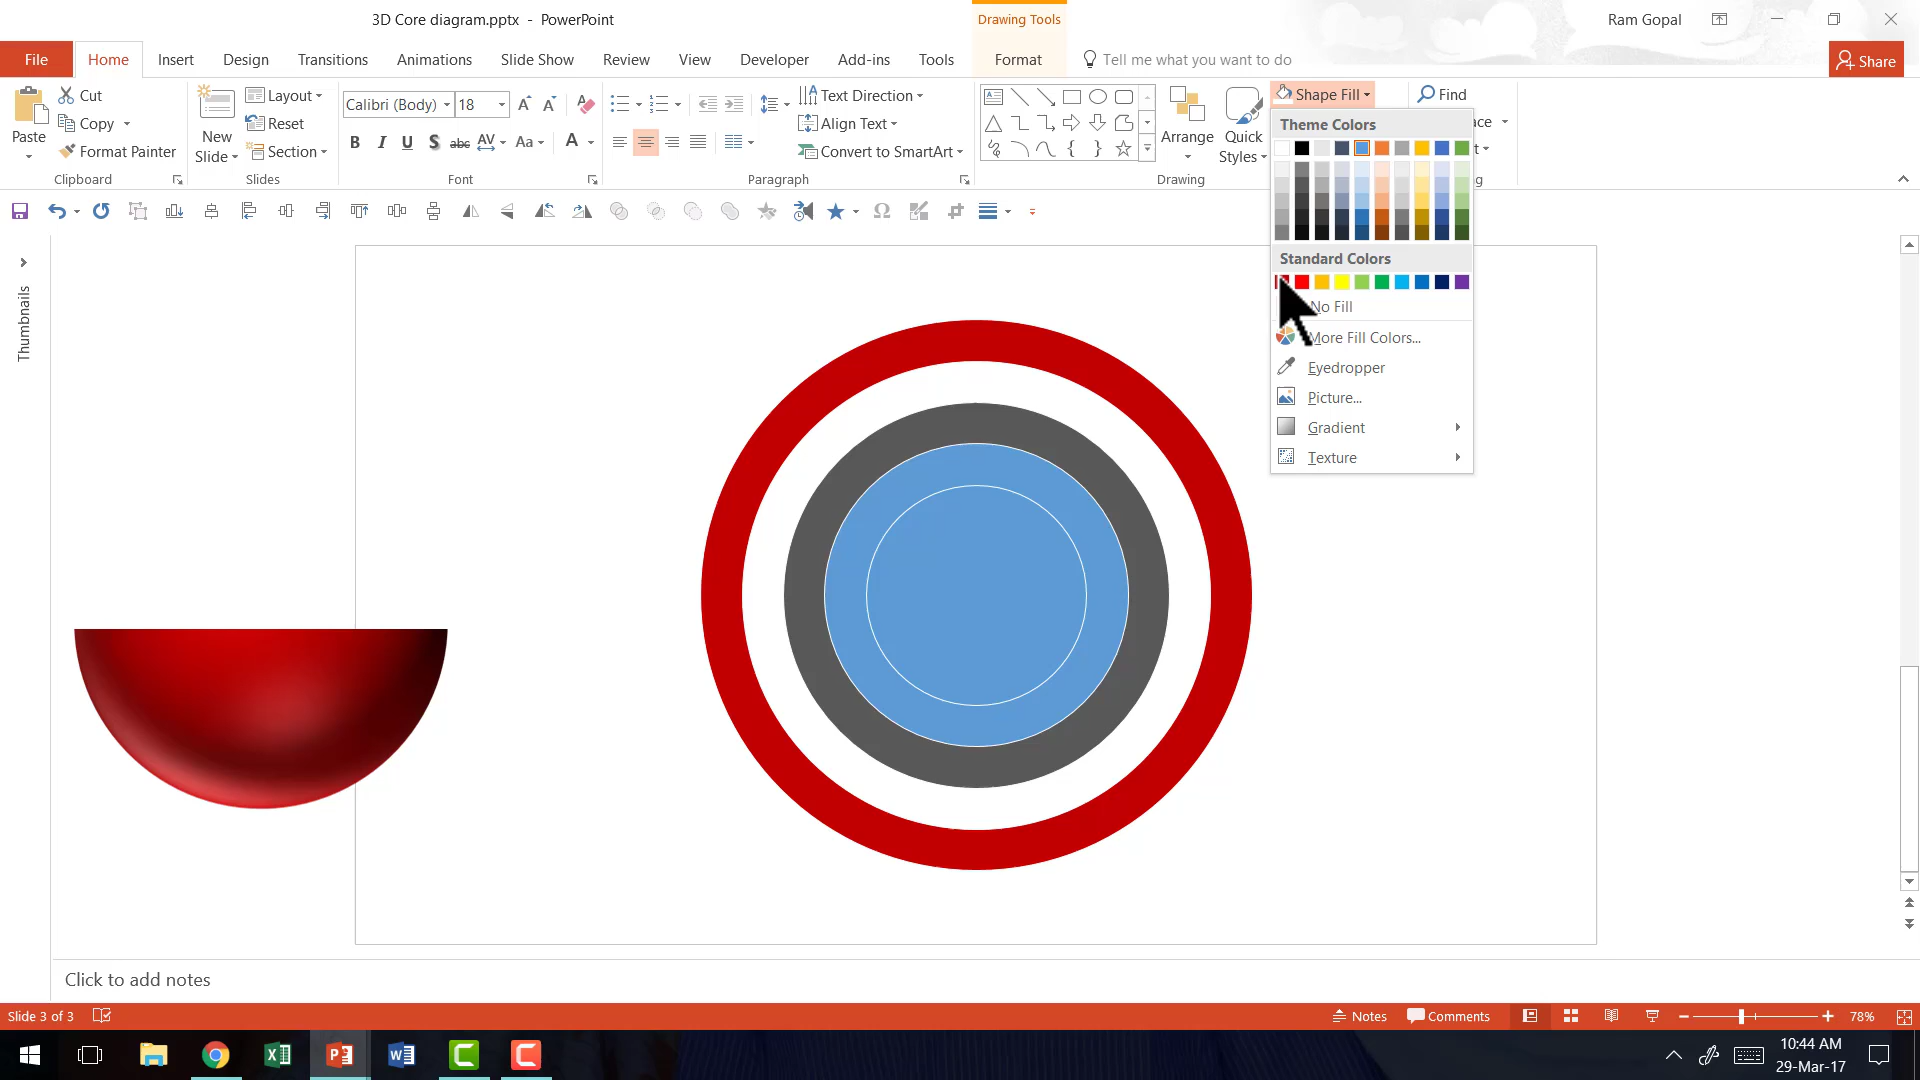 3D Core diagram.pptx - PowerPoint
Drawing Tools
Ram Gopal
File
Home
Insert
Design
Transitions
Animations
Slide Show
Review
View
Developer
Add-ins
Tools
Format
Tell me what you want to do
Share
Paste
Cut
Copy
Format Painter
Clipboard
New
Slide
Layout
Reset
Section
Slides
Calibri (Body)
18
B I U S abc AV Aa A
Font
Text Direction
Align Text
Convert to SmartArt
Paragraph
Arrange
Quick
Styles
Drawing
Shape Fill
Find
Theme Colors
Standard Colors
No Fill
More Fill Colors...
Eyedropper
Picture...
Gradient
Texture
Thumbnails
Click to add notes
Slide 3 of 3
Notes
Comments
78%
10:44 AM
29-Mar-17